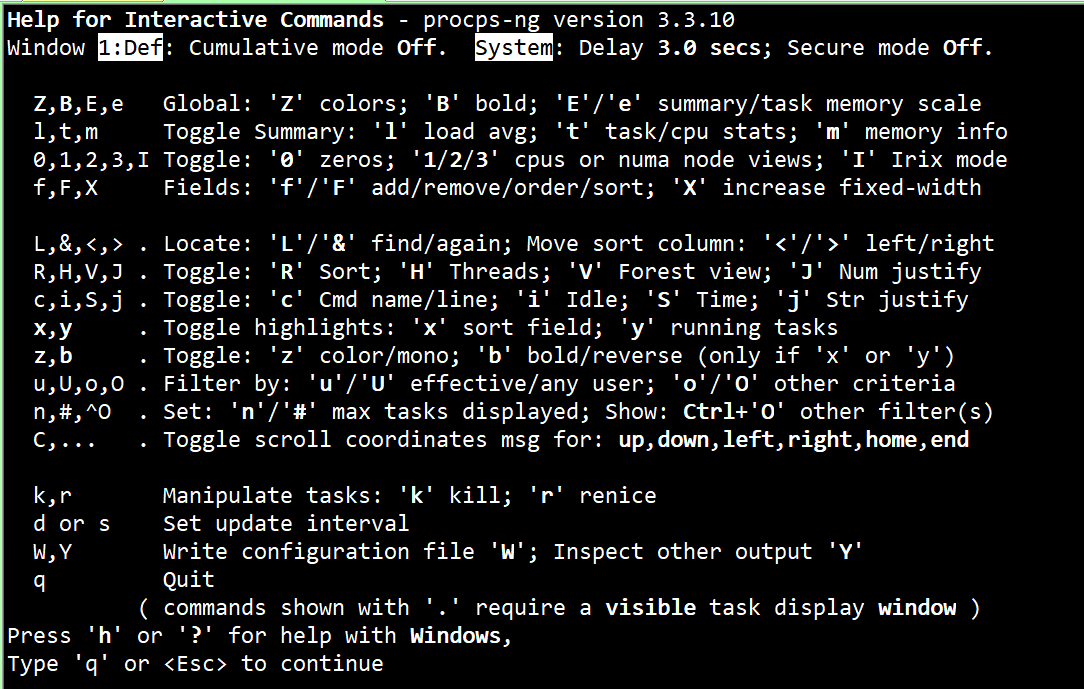 Help for Interactive Commands - procps-ng version 3.3.10
Window 1:Def: Cumulative mode Off.  System: Delay 3.0 secs; Secure mode Off.

  Z,B,E,e   Global: 'Z' colors; 'B' bold; 'E'/'e' summary/task memory scale
  l,t,m     Toggle Summary: 'l' load avg; 't' task/cpu stats; 'm' memory info
  0,1,2,3,I Toggle: '0' zeros; '1/2/3' cpus or numa node views; 'I' Irix mode
  f,F,X     Fields: 'f'/'F' add/remove/order/sort; 'X' increase fixed-width

  L,&,<,> . Locate: 'L'/'&' find/again; Move sort column: '<'/'>' left/right
  R,H,V,J . Toggle: 'R' Sort; 'H' Threads; 'V' Forest view; 'J' Num justify
  c,i,S,j . Toggle: 'c' Cmd name/line; 'i' Idle; 'S' Time; 'j' Str justify
  x,y     . Toggle highlights: 'x' sort field; 'y' running tasks
  z,b     . Toggle: 'z' color/mono; 'b' bold/reverse (only if 'x' or 'y')
  u,U,o,O . Filter by: 'u'/'U' effective/any user; 'o'/'O' other criteria
  n,#,^O  . Set: 'n'/'#' max tasks displayed; Show: Ctrl+'O' other filter(s)
  C,...   . Toggle scroll coordinates msg for: up,down,left,right,home,end

  k,r       Manipulate tasks: 'k' kill; 'r' renice
  d or s    Set update interval
  W,Y       Write configuration file 'W'; Inspect other output 'Y'
  q         Quit
          ( commands shown with '.' require a visible task display window )
Press 'h' or '?' for help with Windows,
Type 'q' or <Esc> to continue